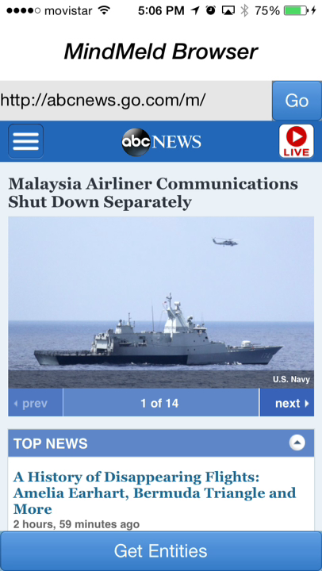 movistar 5:06 PM 75%
MindMeld Browser
http://abcnews.go.com/m/ Go
abc NEWS LIVE
Malaysia Airliner Communications
Shut Down Separately
U.S. Navy
prev 1 of 14 next
TOP NEWS
A History of Disappearing Flights:
Amelia Earhart, Bermuda Triangle and
More
2 hours, 59 minutes ago
Get Entities